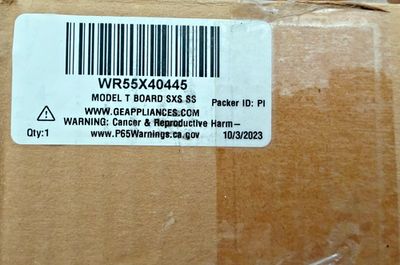 WR55X40445
MODEL T BOARD SXS SS
Packer ID: PI
WWW.GEAPPLIANCES.COM
WARNING: Cancer & Reproductive Harm–
Qty:1 www.P65Warnings.ca.gov 10/3/2023